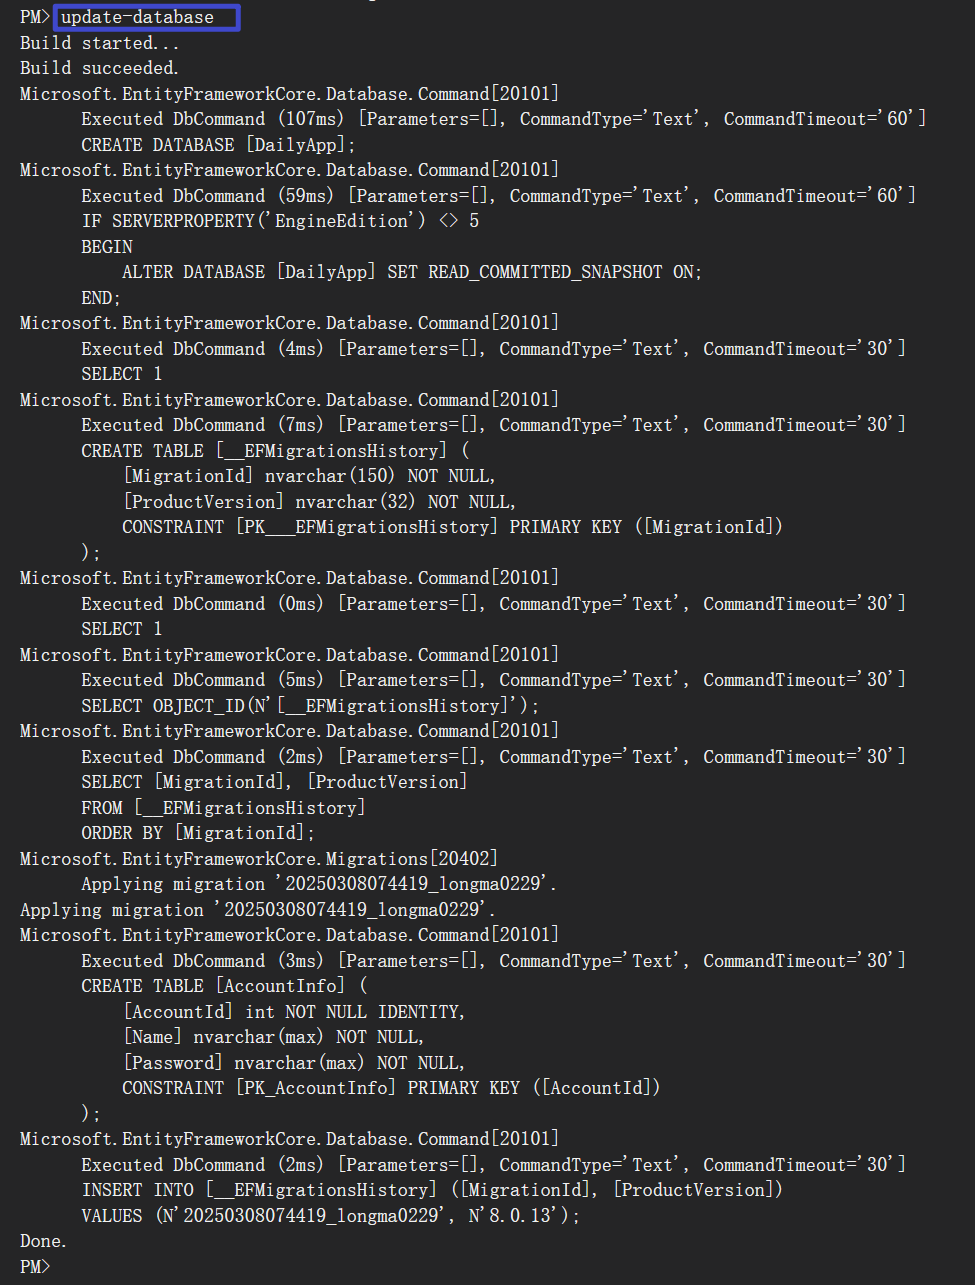 PM> update-database
Build started...
Build succeeded.
Microsoft.EntityFrameworkCore.Database.Command[20101]
      Executed DbCommand (107ms) [Parameters=[], CommandType='Text', CommandTimeout='60']
      CREATE DATABASE [DailyApp];
Microsoft.EntityFrameworkCore.Database.Command[20101]
      Executed DbCommand (59ms) [Parameters=[], CommandType='Text', CommandTimeout='60']
      IF SERVERPROPERTY('EngineEdition') <> 5
      BEGIN
          ALTER DATABASE [DailyApp] SET READ_COMMITTED_SNAPSHOT ON;
      END;
Microsoft.EntityFrameworkCore.Database.Command[20101]
      Executed DbCommand (4ms) [Parameters=[], CommandType='Text', CommandTimeout='30']
      SELECT 1
Microsoft.EntityFrameworkCore.Database.Command[20101]
      Executed DbCommand (7ms) [Parameters=[], CommandType='Text', CommandTimeout='30']
      CREATE TABLE [__EFMigrationsHistory] (
          [MigrationId] nvarchar(150) NOT NULL,
          [ProductVersion] nvarchar(32) NOT NULL,
          CONSTRAINT [PK___EFMigrationsHistory] PRIMARY KEY ([MigrationId])
      );
Microsoft.EntityFrameworkCore.Database.Command[20101]
      Executed DbCommand (0ms) [Parameters=[], CommandType='Text', CommandTimeout='30']
      SELECT 1
Microsoft.EntityFrameworkCore.Database.Command[20101]
      Executed DbCommand (5ms) [Parameters=[], CommandType='Text', CommandTimeout='30']
      SELECT OBJECT_ID(N'[__EFMigrationsHistory]');
Microsoft.EntityFrameworkCore.Database.Command[20101]
      Executed DbCommand (2ms) [Parameters=[], CommandType='Text', CommandTimeout='30']
      SELECT [MigrationId], [ProductVersion]
      FROM [__EFMigrationsHistory]
      ORDER BY [MigrationId];
Microsoft.EntityFrameworkCore.Migrations[20402]
      Applying migration '20250308074419_longma0229'.
Applying migration '20250308074419_longma0229'.
Microsoft.EntityFrameworkCore.Database.Command[20101]
      Executed DbCommand (3ms) [Parameters=[], CommandType='Text', CommandTimeout='30']
      CREATE TABLE [AccountInfo] (
          [AccountId] int NOT NULL IDENTITY,
          [Name] nvarchar(max) NOT NULL,
          [Password] nvarchar(max) NOT NULL,
          CONSTRAINT [PK_AccountInfo] PRIMARY KEY ([AccountId])
      );
Microsoft.EntityFrameworkCore.Database.Command[20101]
      Executed DbCommand (2ms) [Parameters=[], CommandType='Text', CommandTimeout='30']
      INSERT INTO [__EFMigrationsHistory] ([MigrationId], [ProductVersion])
      VALUES (N'20250308074419_longma0229', N'8.0.13');
Done.
PM>